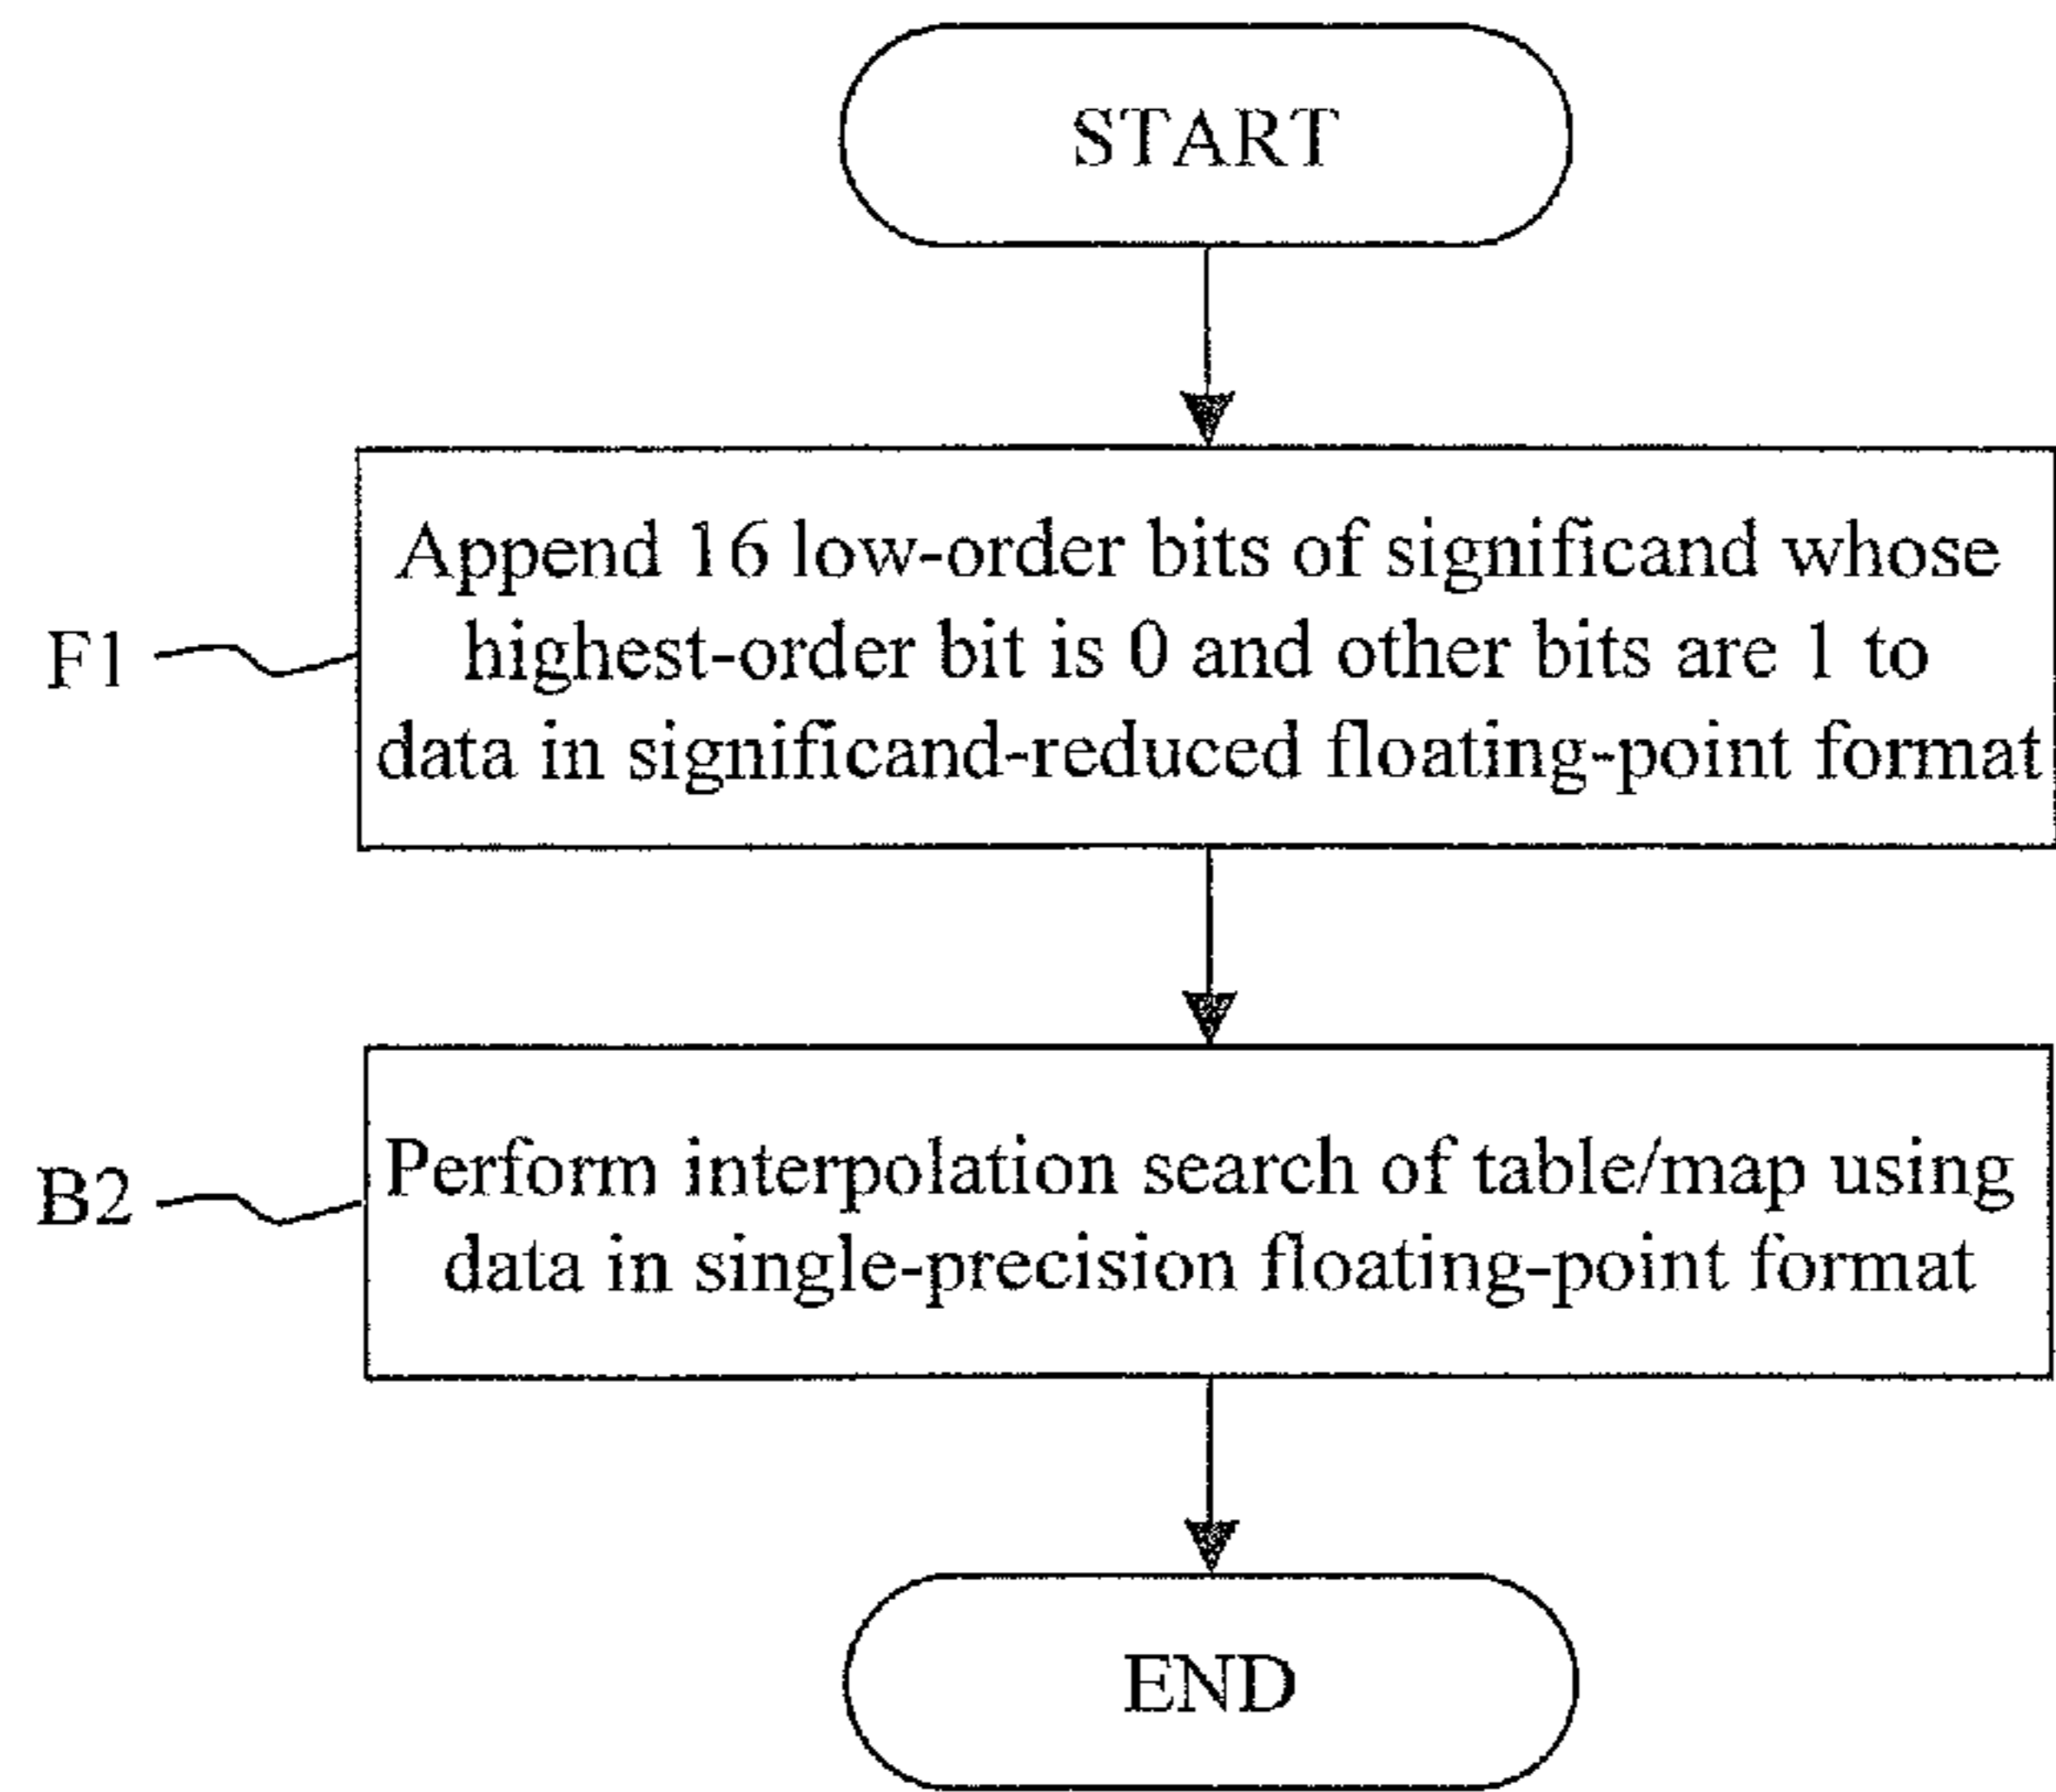 START
Append 16 low-order bits of significand whose
F1
highest-order bit is 0 and other bits are 1 to
data in significand-reduced floating-point format
B2
Perform interpolation search of table/map using
data in single-precision floating-point format
END